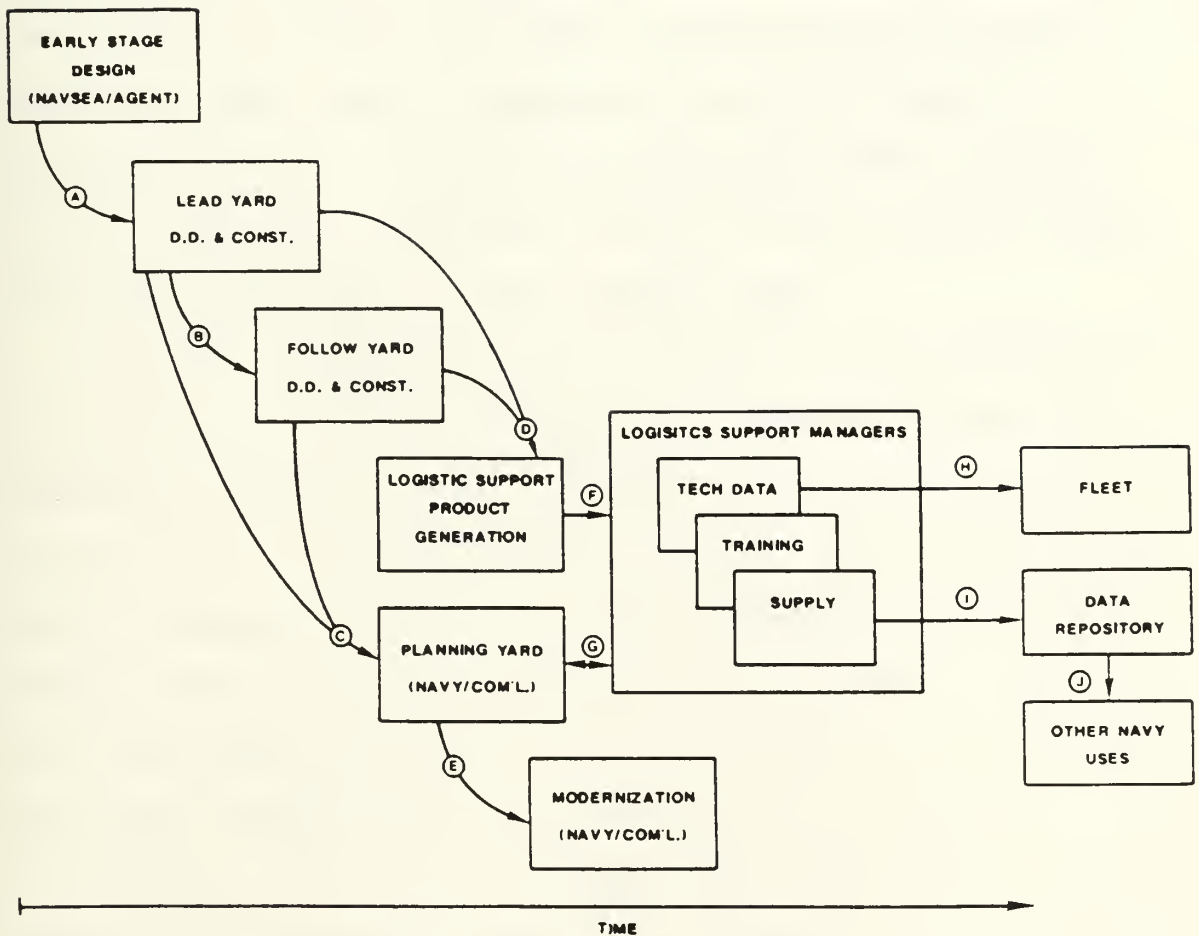 EARLY STAGE
DESIGN
(NAVSEA/AGENT)
A
LEAD YARD
D.D. & CONST.
B
FOLLOW YARD
D.D. & CONST.
D
LOGISTIC SUPPORT
PRODUCT
GENERATION
F
LOGISITCS SUPPORT MANAGERS
TECH DATA
TRAINING
SUPPLY
H
FLEET
I
DATA
REPOSITORY
J
OTHER NAVY
USES
C
PLANNING YARD
(NAVY/COM'L.)
G
E
MODERNIZATION
(NAVY/COM'L.)
TIME